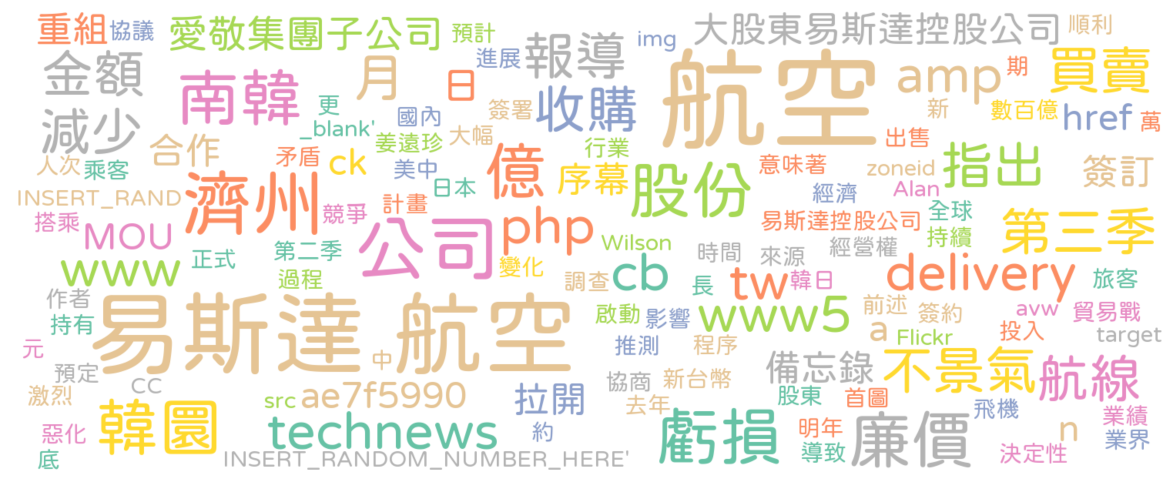 重組
協議
愛敬集團子公司
預計
大股東易斯達控股公司
順利
金額
南韓
月
日
進展
報導
img
航空
amp
期
買賣
減少
更
_blank'
國內
簽署
收購
新
數百億
href
萬
人次
乘客
合作
矛盾
ck
姜遠珍
大幅
美中
行業
出售
意味著
zoneid
指出
簽訂
INSERT_RAND
濟州
計畫
日本
億
序幕
股份
經濟
Alan
搭乘
MOU
競爭
公司
php
易斯達控股公司
全球
持續
第三季
www
正式
第二季
過程
變化
Wilson
調查
cb
時間
來源
經營權
長
tw
韓日
delivery
旅客
作者
持有
易斯達航空
啟動
影響
www5
前述
簽約
avw
貿易戰
元
中
推測
程序
a
Flickr
投入
target
預定
CC
激烈
src
ae7f5990
拉開
協商
新台幣
備忘錄
不景氣
航線
惡化
底
韓圜
technews
約
去年
股東
首圖
飛機
業績
業界
INSERT_RANDOM_NUMBER_HERE'
虧損
明年
導致
廉價
n
決定性